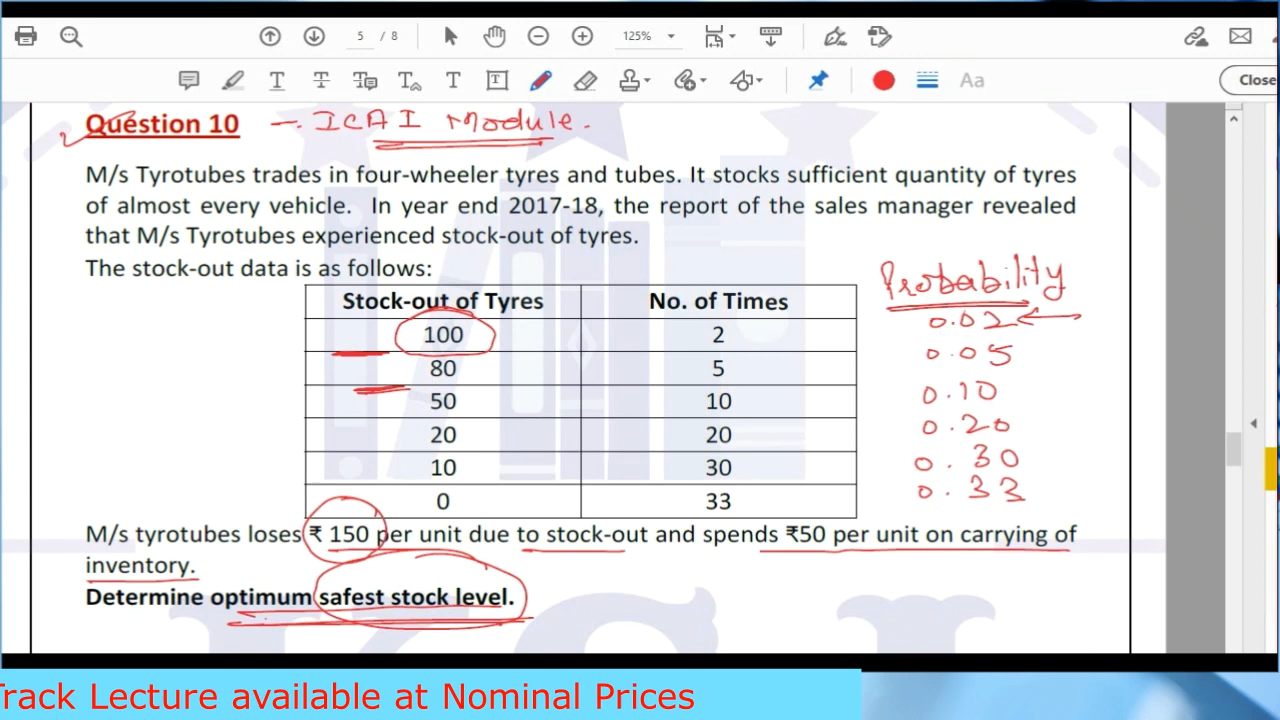 5 / 8
125%
Close
Question 10 - ICAI Module.
M/s Tyrotubes trades in four-wheeler tyres and tubes. It stocks sufficient quantity of tyres
of almost every vehicle. In year end 2017-18, the report of the sales manager revealed
that M/s Tyrotubes experienced stock-out of tyres.
The stock-out data is as follows:
Stock-out of Tyres No. of Times Probability
100 2 0.02
80 5 0.05
50 10 0.10
20 20 0.20
10 30 0.30
0 33 0.33
M/s tyrotubes loses ₹ 150 per unit due to stock-out and spends ₹50 per unit on carrying of
inventory.
Determine optimum safest stock level.
Track Lecture available at Nominal Prices